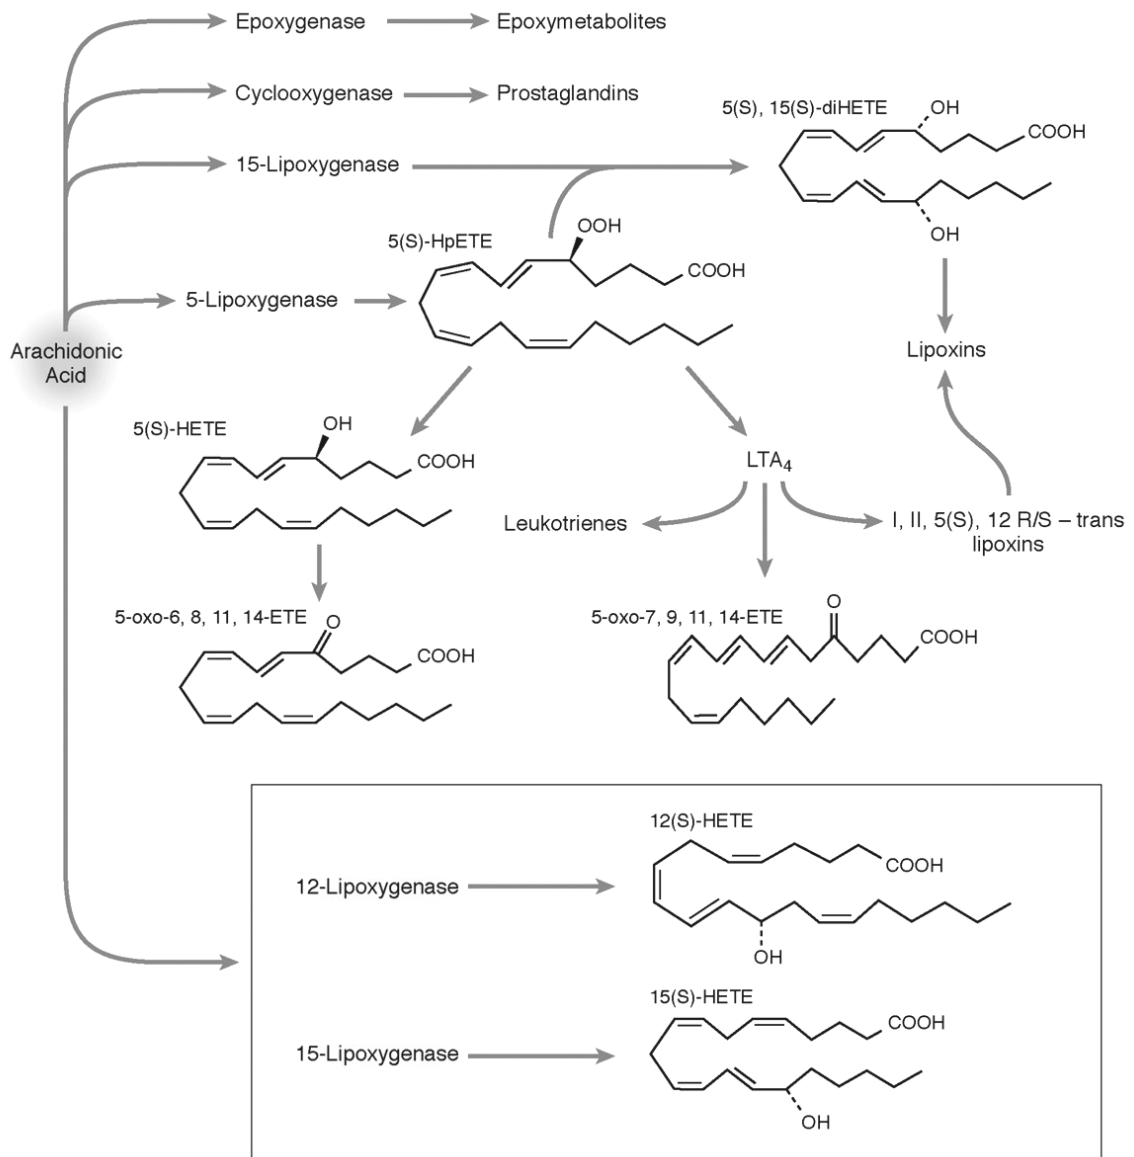 Epoxygenase
Epoxymetabolites
Cyclooxygenase
Prostaglandins
5(S), 15(S)-diHETE
OH
COOH
15-Lipoxygenase
OH
5(S)-HpETE
OOH
COOH
5-Lipoxygenase
Arachidonic
Acid
Lipoxins
5(S)-HETE
OH
COOH
LTA₄
Leukotrienes
I, II, 5(S), 12 R/S – trans
lipoxins
5-oxo-6, 8, 11, 14-ETE
O
COOH
5-oxo-7, 9, 11, 14-ETE
O
COOH
12(S)-HETE
COOH
12-Lipoxygenase
OH
15(S)-HETE
COOH
15-Lipoxygenase
OH